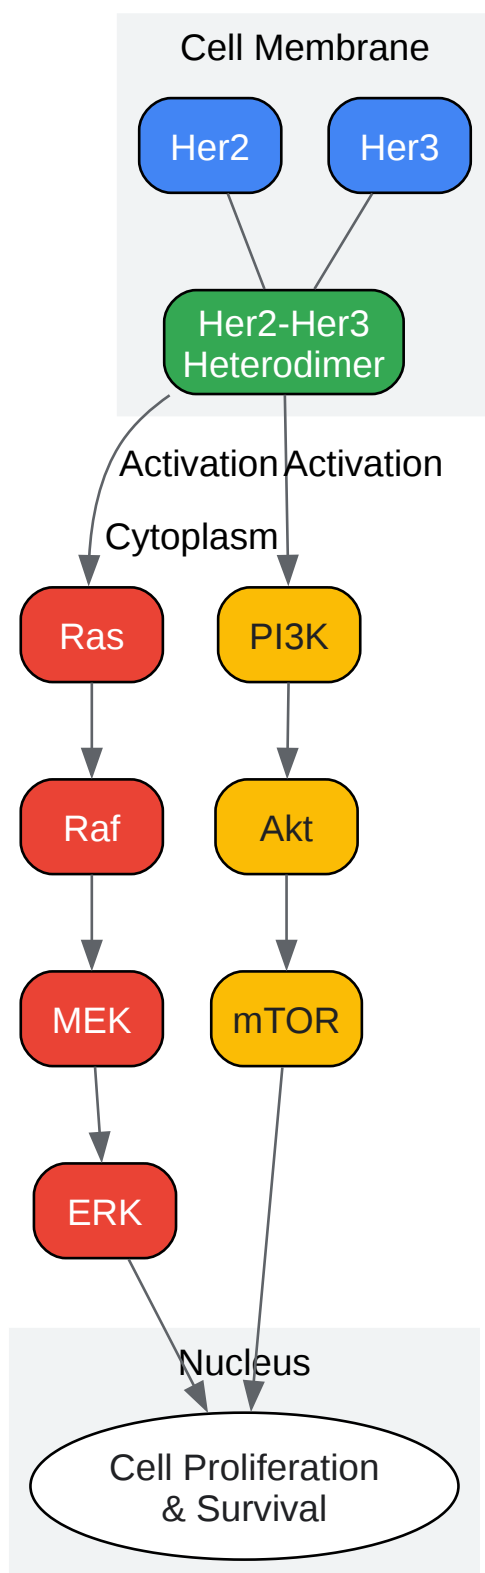 Cell Membrane
Her2
Her3
Her2-Her3
Heterodimer
Activation
Activation
Cytoplasm
Ras
PI3K
Raf
Akt
MEK
mTOR
ERK
Nucleus
Cell Proliferation
& Survival